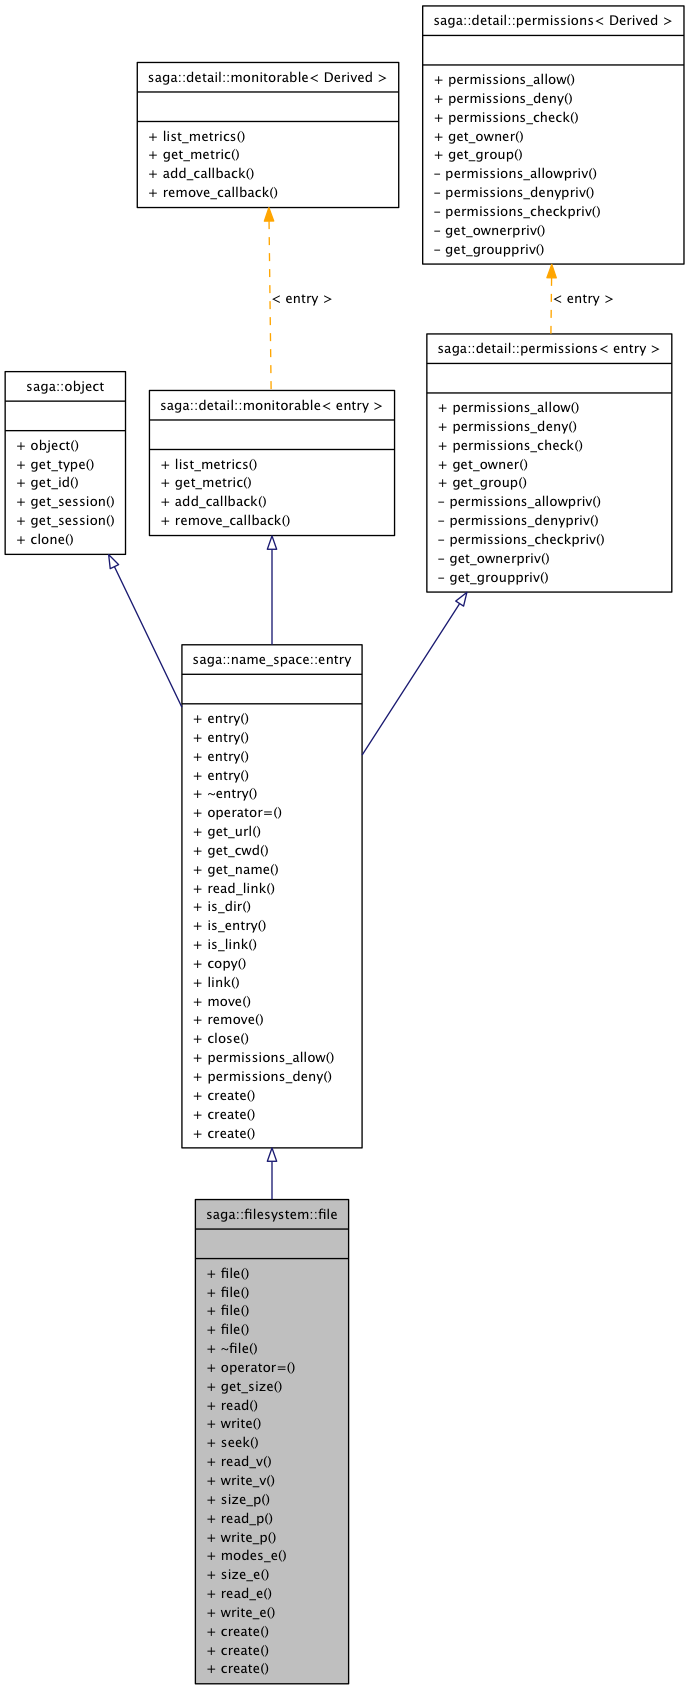 saga::detail::permissions< Derived >
+ permissions_allow()
+ permissions_deny()
+ permissions_check()
+ get_owner()
+ get_group()
– permissions_allowpriv()
– permissions_denypriv()
– permissions_checkpriv()
– get_ownerpriv()
– get_grouppriv()
saga::detail::monitorable< Derived >
+ list_metrics()
+ get_metric()
+ add_callback()
+ remove_callback()
< entry >
< entry >
saga::detail::permissions< entry >
+ permissions_allow()
+ permissions_deny()
+ permissions_check()
+ get_owner()
+ get_group()
– permissions_allowpriv()
– permissions_denypriv()
– permissions_checkpriv()
– get_ownerpriv()
– get_grouppriv()
saga::object
+ object()
+ get_type()
+ get_id()
+ get_session()
+ get_session()
+ clone()
saga::detail::monitorable< entry >
+ list_metrics()
+ get_metric()
+ add_callback()
+ remove_callback()
saga::name_space::entry
+ entry()
+ entry()
+ entry()
+ entry()
+ ~entry()
+ operator=()
+ get_url()
+ get_cwd()
+ get_name()
+ read_link()
+ is_dir()
+ is_entry()
+ is_link()
+ copy()
+ link()
+ move()
+ remove()
+ close()
+ permissions_allow()
+ permissions_deny()
+ create()
+ create()
+ create()
saga::filesystem::file
+ file()
+ file()
+ file()
+ file()
+ ~file()
+ operator=()
+ get_size()
+ read()
+ write()
+ seek()
+ read_v()
+ write_v()
+ size_p()
+ read_p()
+ write_p()
+ modes_e()
+ size_e()
+ read_e()
+ write_e()
+ create()
+ create()
+ create()